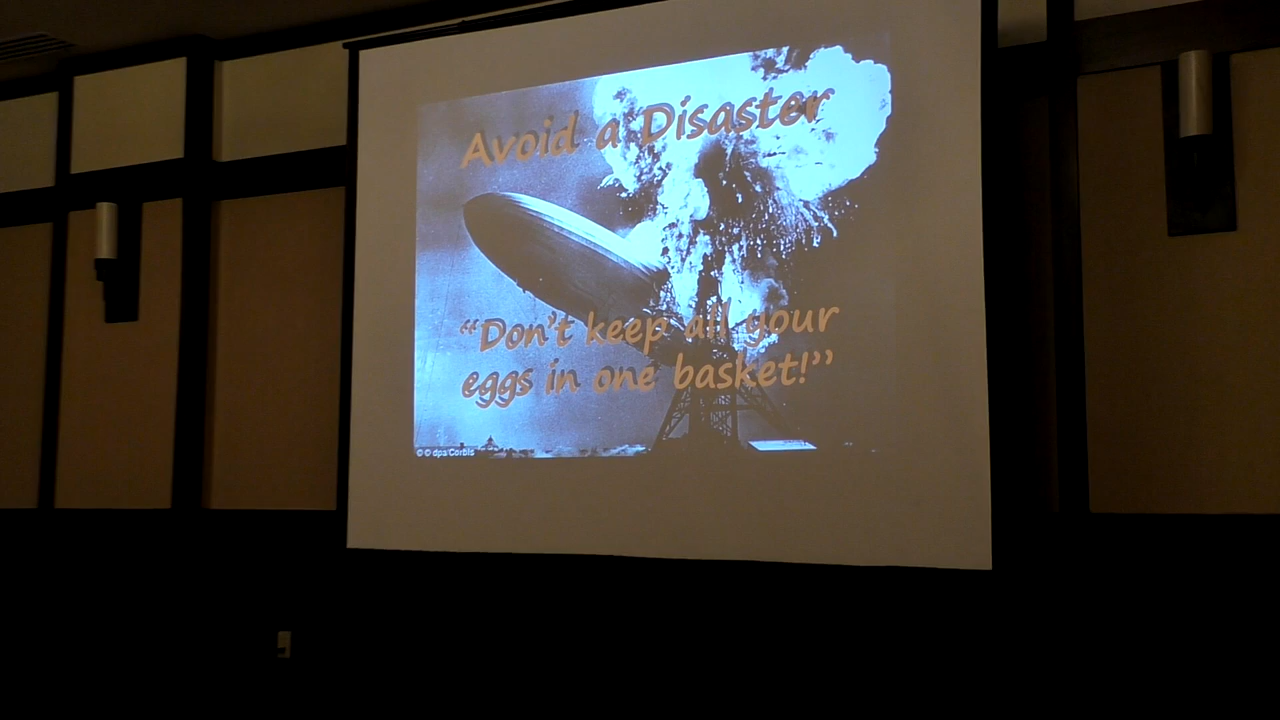 Avoid a Disaster
“Don't keep all your
eggs in one basket!”
© © dpa/Corbis